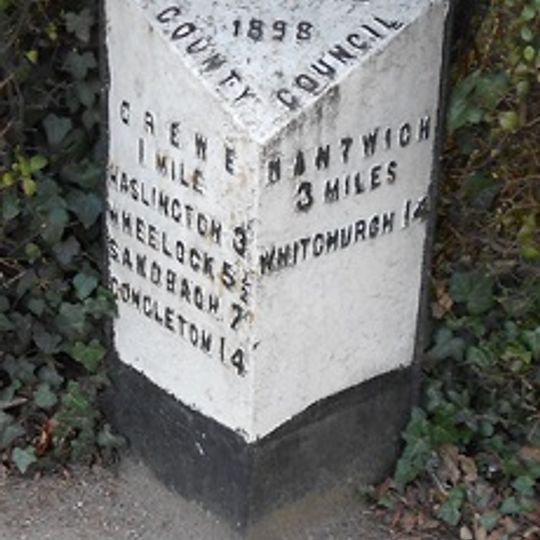 1898
COUNTY COUNCIL
CREWE
1 MILE
HASLINGTON 3
WHEELOCK 5½
SANDBACH 7
CONGLETON 14
NANTWICH
3 MILES
WHITCHURCH 14